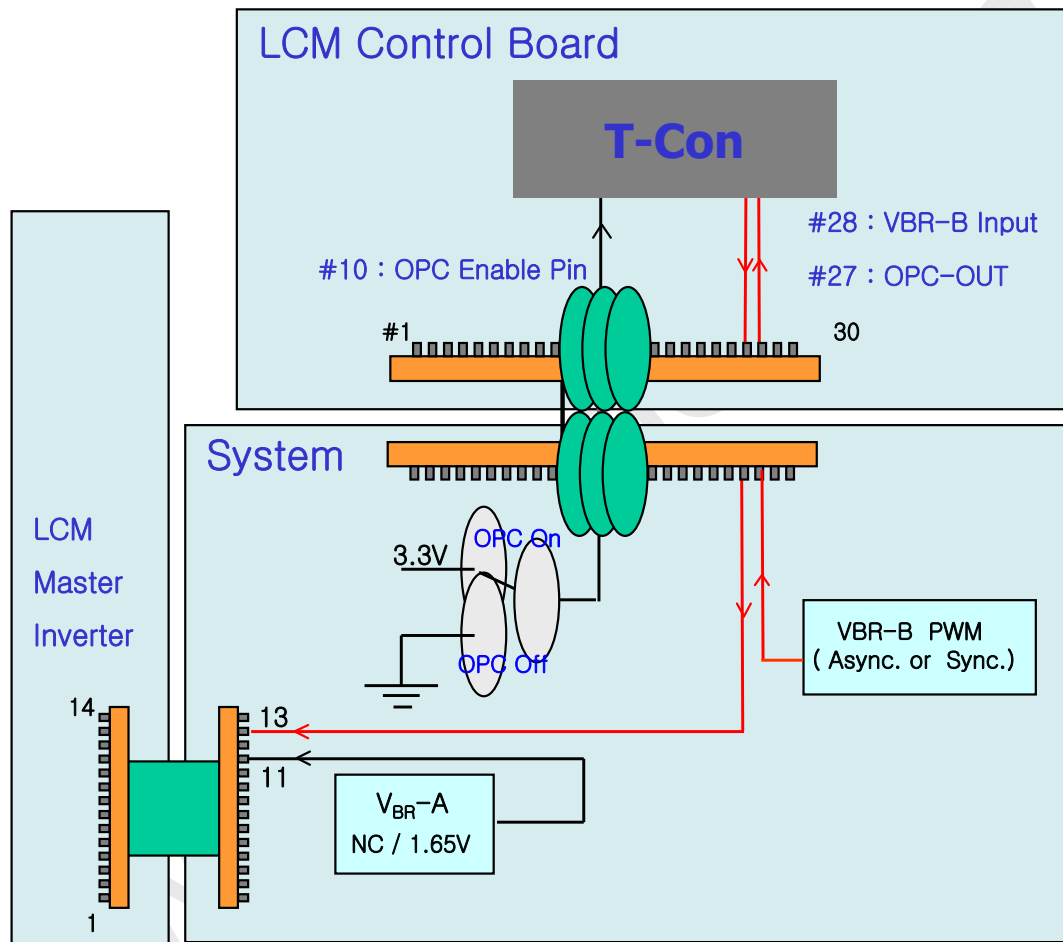 LCM Control Board
T-Con
#28 : VBR-B Input
#10 : OPC Enable Pin
#27 : OPC-OUT
#1
30
System
LCM
Master
Inverter
OPC On
3.3V
OPC Off
VBR-B PWM
( Async. or Sync.)
14
13
11
V_BR-A
NC / 1.65V
1